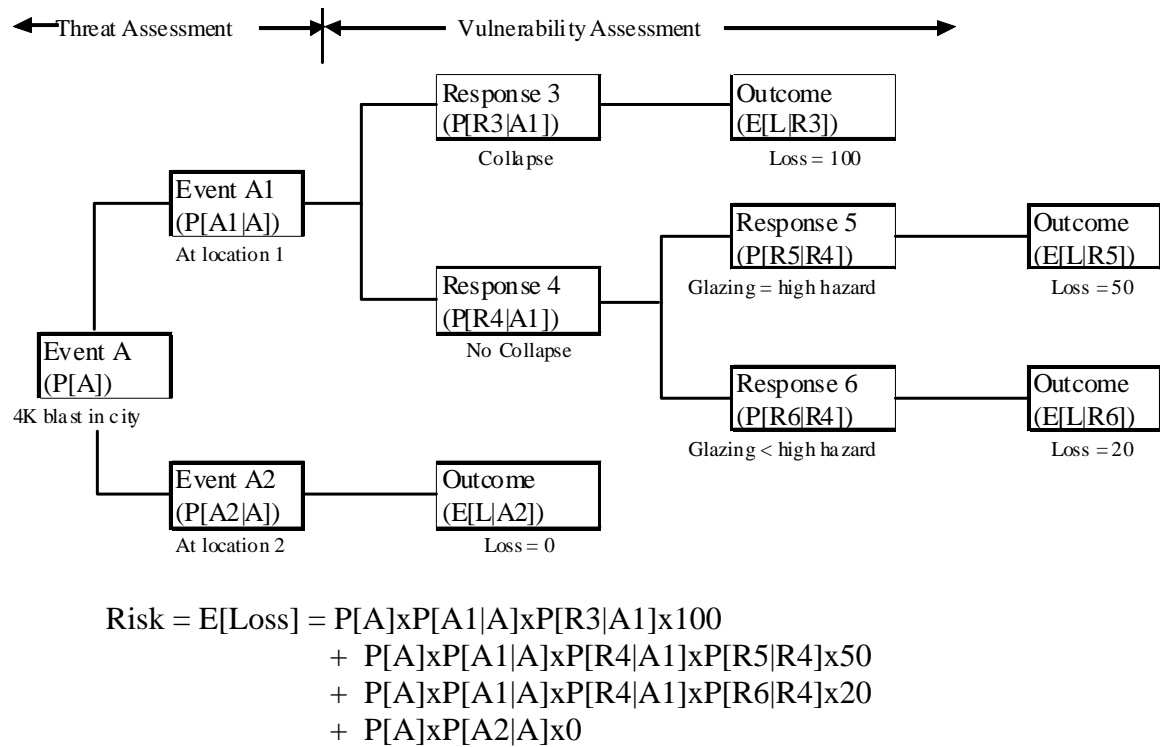 Threat Assessment
Vulnerability Assessment
Response 3
(P[R3|A1])
Collapse
Outcome
(E[L|R3])
Loss = 100
Event A1
(P[A1|A])
At location 1
Response 5
(P[R5|R4])
Glazing = high hazard
Outcome
(E[L|R5])
Loss = 50
Response 4
(P[R4|A1])
No Collapse
Event A
(P[A])
4K blast in city
Response 6
(P[R6|R4])
Glazing < high hazard
Outcome
(E[L|R6])
Loss = 20
Event A2
(P[A2|A])
At location 2
Outcome
(E[L|A2])
Loss = 0
Risk = E[Loss] = P[A]xP[A1|A]xP[R3|A1]x100
+ P[A]xP[A1|A]xP[R4|A1]xP[R5|R4]x50
+ P[A]xP[A1|A]xP[R4|A1]xP[R6|R4]x20
+ P[A]xP[A2|A]x0